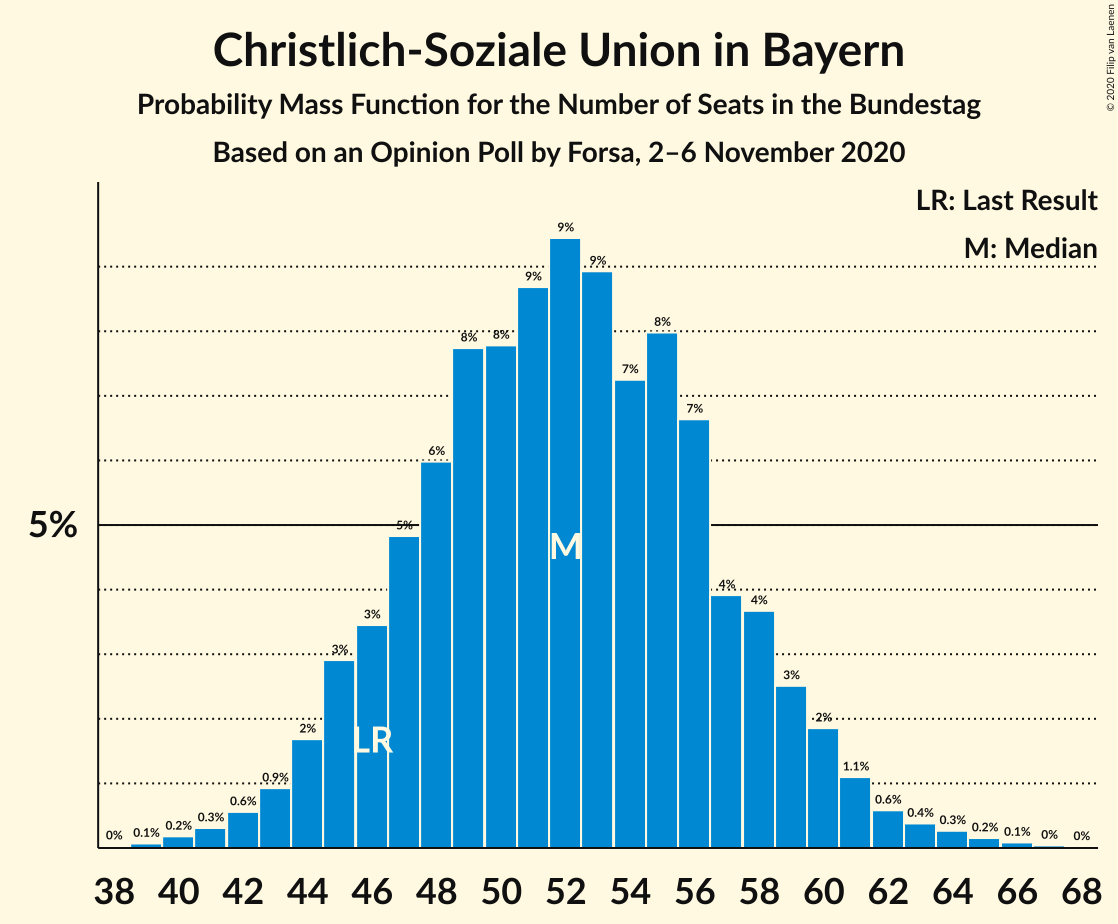 Christlich-Soziale Union in Bayern
Probability Mass Function for the Number of Seats in the Bundestag
Based on an Opinion Poll by Forsa, 2–6 November 2020
© 2020 Filip van Laenen
LR: Last Result
M: Median
5%
0% 0.1% 0.2% 0.3% 0.6% 0.9% 2% 3% 3% 5% 6% 8% 8% 9% 9% 9% 7% 8% 7% 4% 4% 3% 2% 1.1% 0.6% 0.4% 0.3% 0.2% 0.1% 0% 0%
M
LR
38 40 42 44 46 48 50 52 54 56 58 60 62 64 66 68